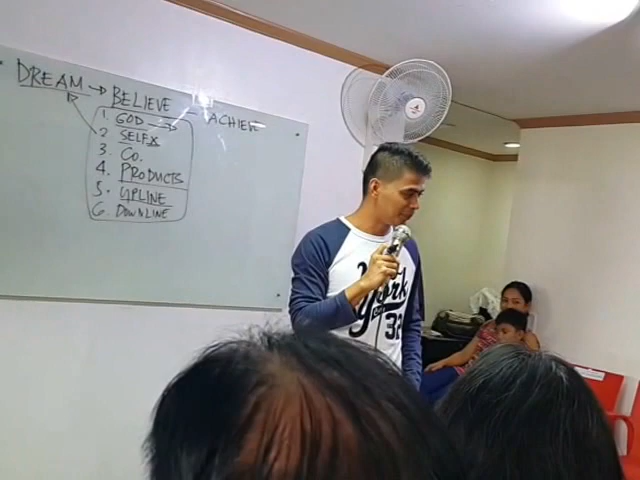 DREAM → BELIEVE – ACHIEVE
1. GOD
2. SELF
3. Co.
4. PRODUCTS
5. UPLINE
6. DOWNLINE
York
32